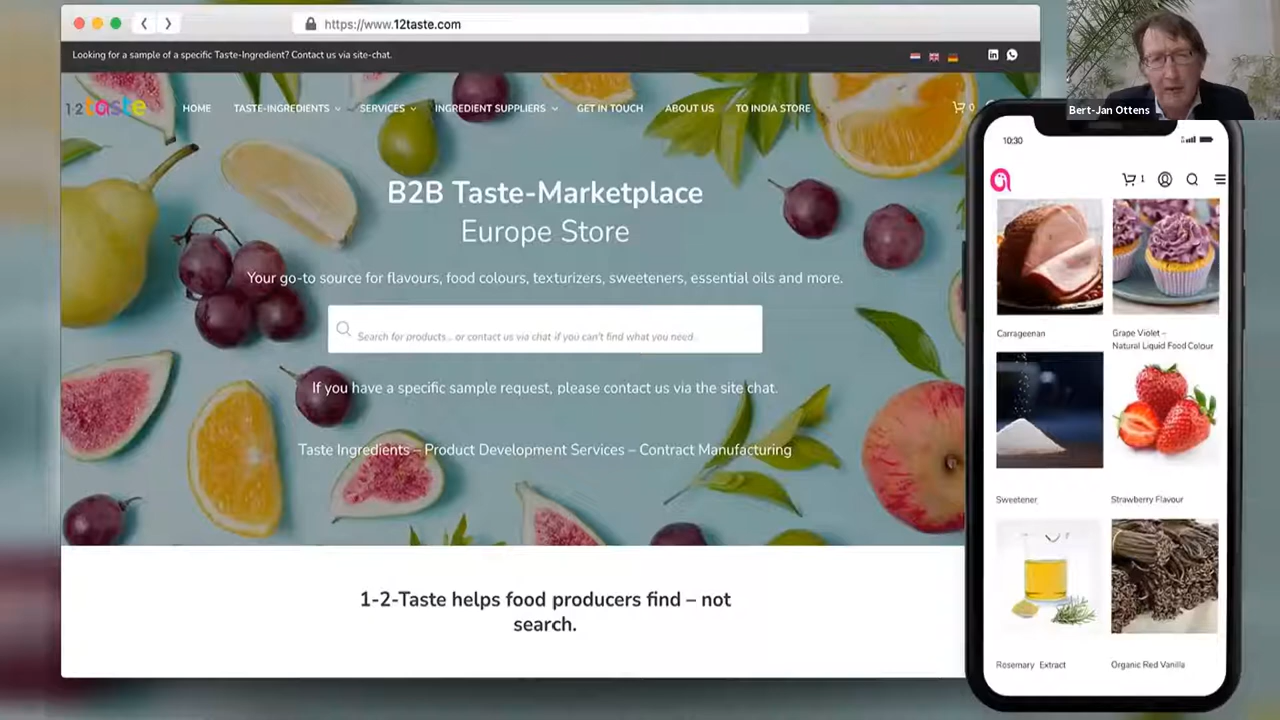 https://www.12taste.com
Looking for a sample of a specific Taste-Ingredient? Contact us via site-chat.
1-2 taste
HOME
TASTE-INGREDIENTS
SERVICES
INGREDIENT SUPPLIERS
GET IN TOUCH
ABOUT US
TO INDIA STORE
0
B2B Taste-Marketplace
Europe Store
Your go-to source for flavours, food colours, texturizers, sweeteners, essential oils and more.
Search for products... or contact us via chat if you can't find what you need.
If you have a specific sample request, please contact us via the site chat.
Taste Ingredients – Product Development Services – Contract Manufacturing
1-2-Taste helps food producers find – not
search.
Bert-Jan Ottens
10:30
1
Carrageenan
Grape Violet –
Natural Liquid Food Colour
Sweetener
Strawberry Flavour
Rosemary Extract
Organic Red Vanilla